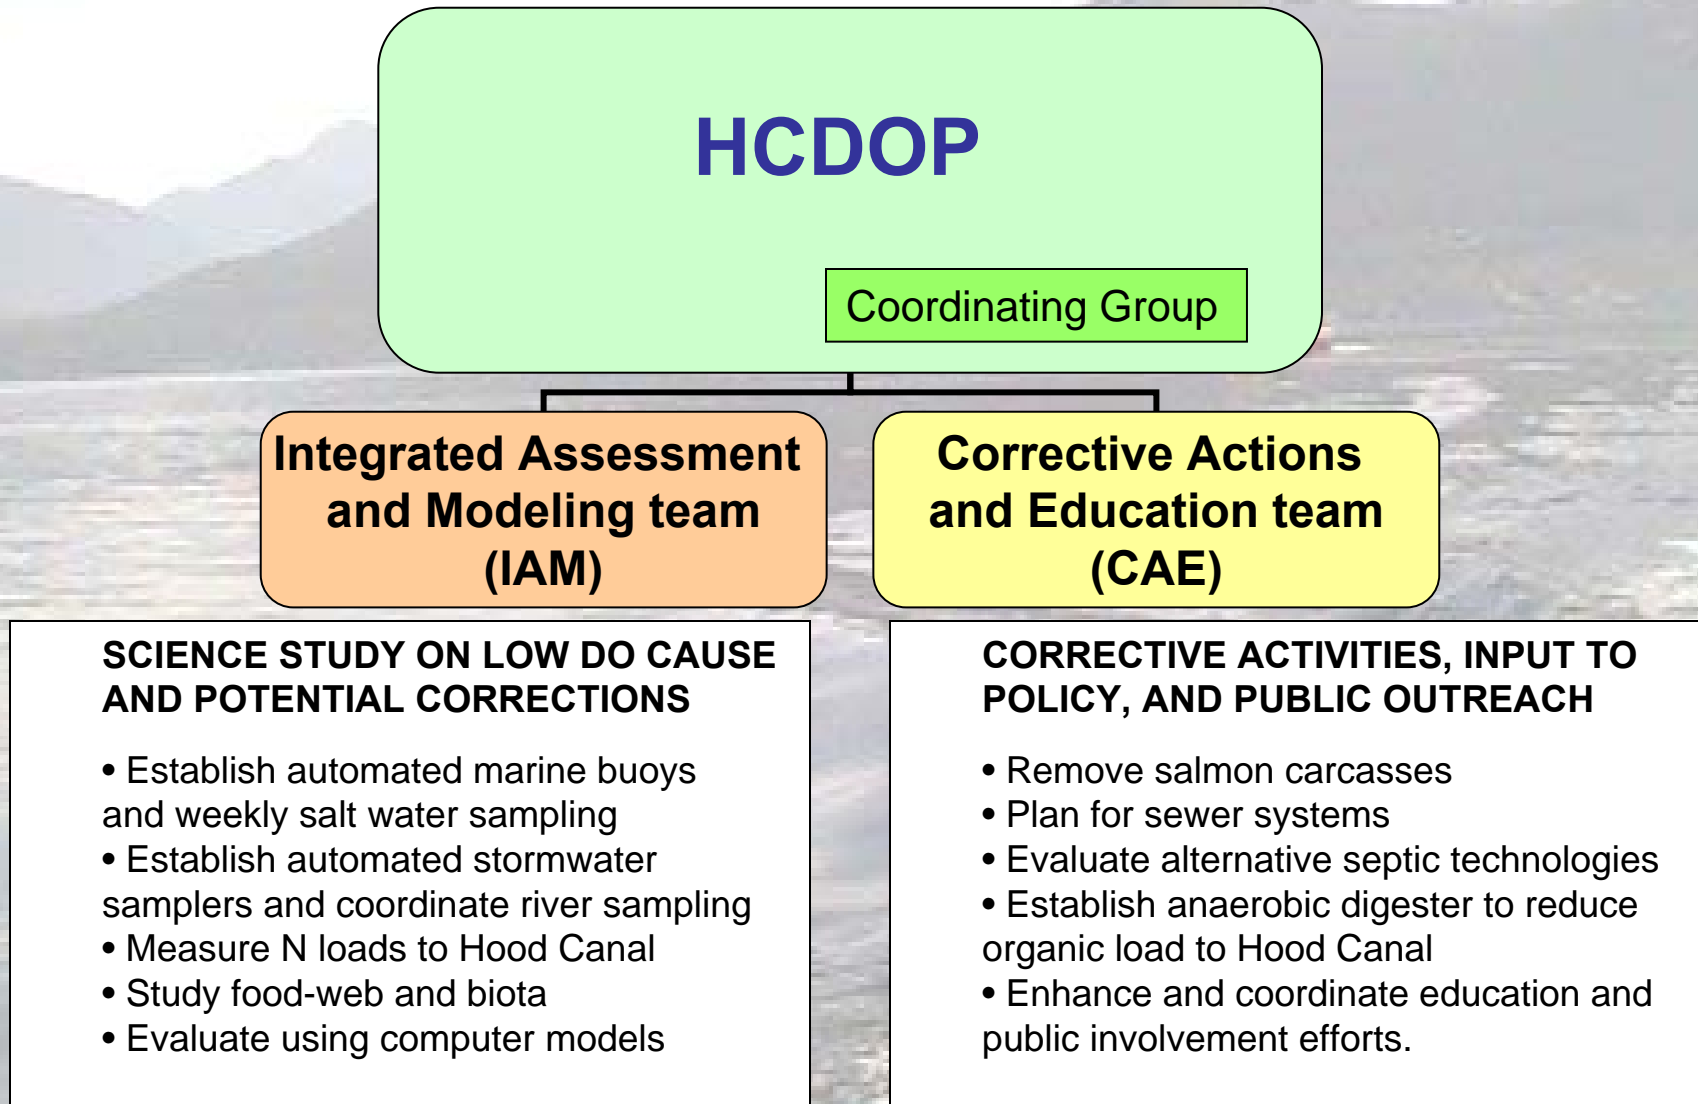 HCDOP
Coordinating Group
Integrated Assessment
and Modeling team
(IAM)
Corrective Actions
and Education team
(CAE)
SCIENCE STUDY ON LOW DO CAUSE
AND POTENTIAL CORRECTIONS
• Establish automated marine buoys
and weekly salt water sampling
• Establish automated stormwater
samplers and coordinate river sampling
• Measure N loads to Hood Canal
• Study food-web and biota
• Evaluate using computer models
CORRECTIVE ACTIVITIES, INPUT TO
POLICY, AND PUBLIC OUTREACH
• Remove salmon carcasses
• Plan for sewer systems
• Evaluate alternative septic technologies
• Establish anaerobic digester to reduce
organic load to Hood Canal
• Enhance and coordinate education and
public involvement efforts.